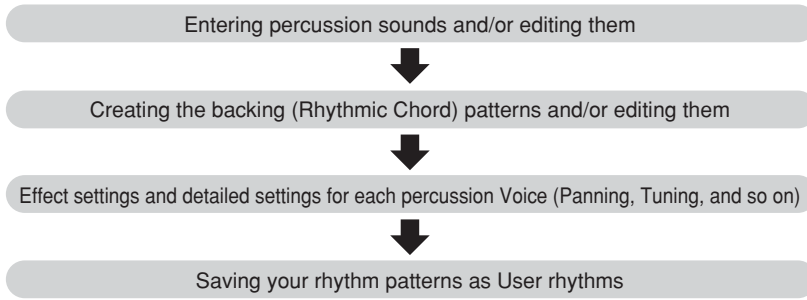 Entering percussion sounds and/or editing them
Creating the backing (Rhythmic Chord) patterns and/or editing them
Effect settings and detailed settings for each percussion Voice (Panning, Tuning, and so on)
Saving your rhythm patterns as User rhythms